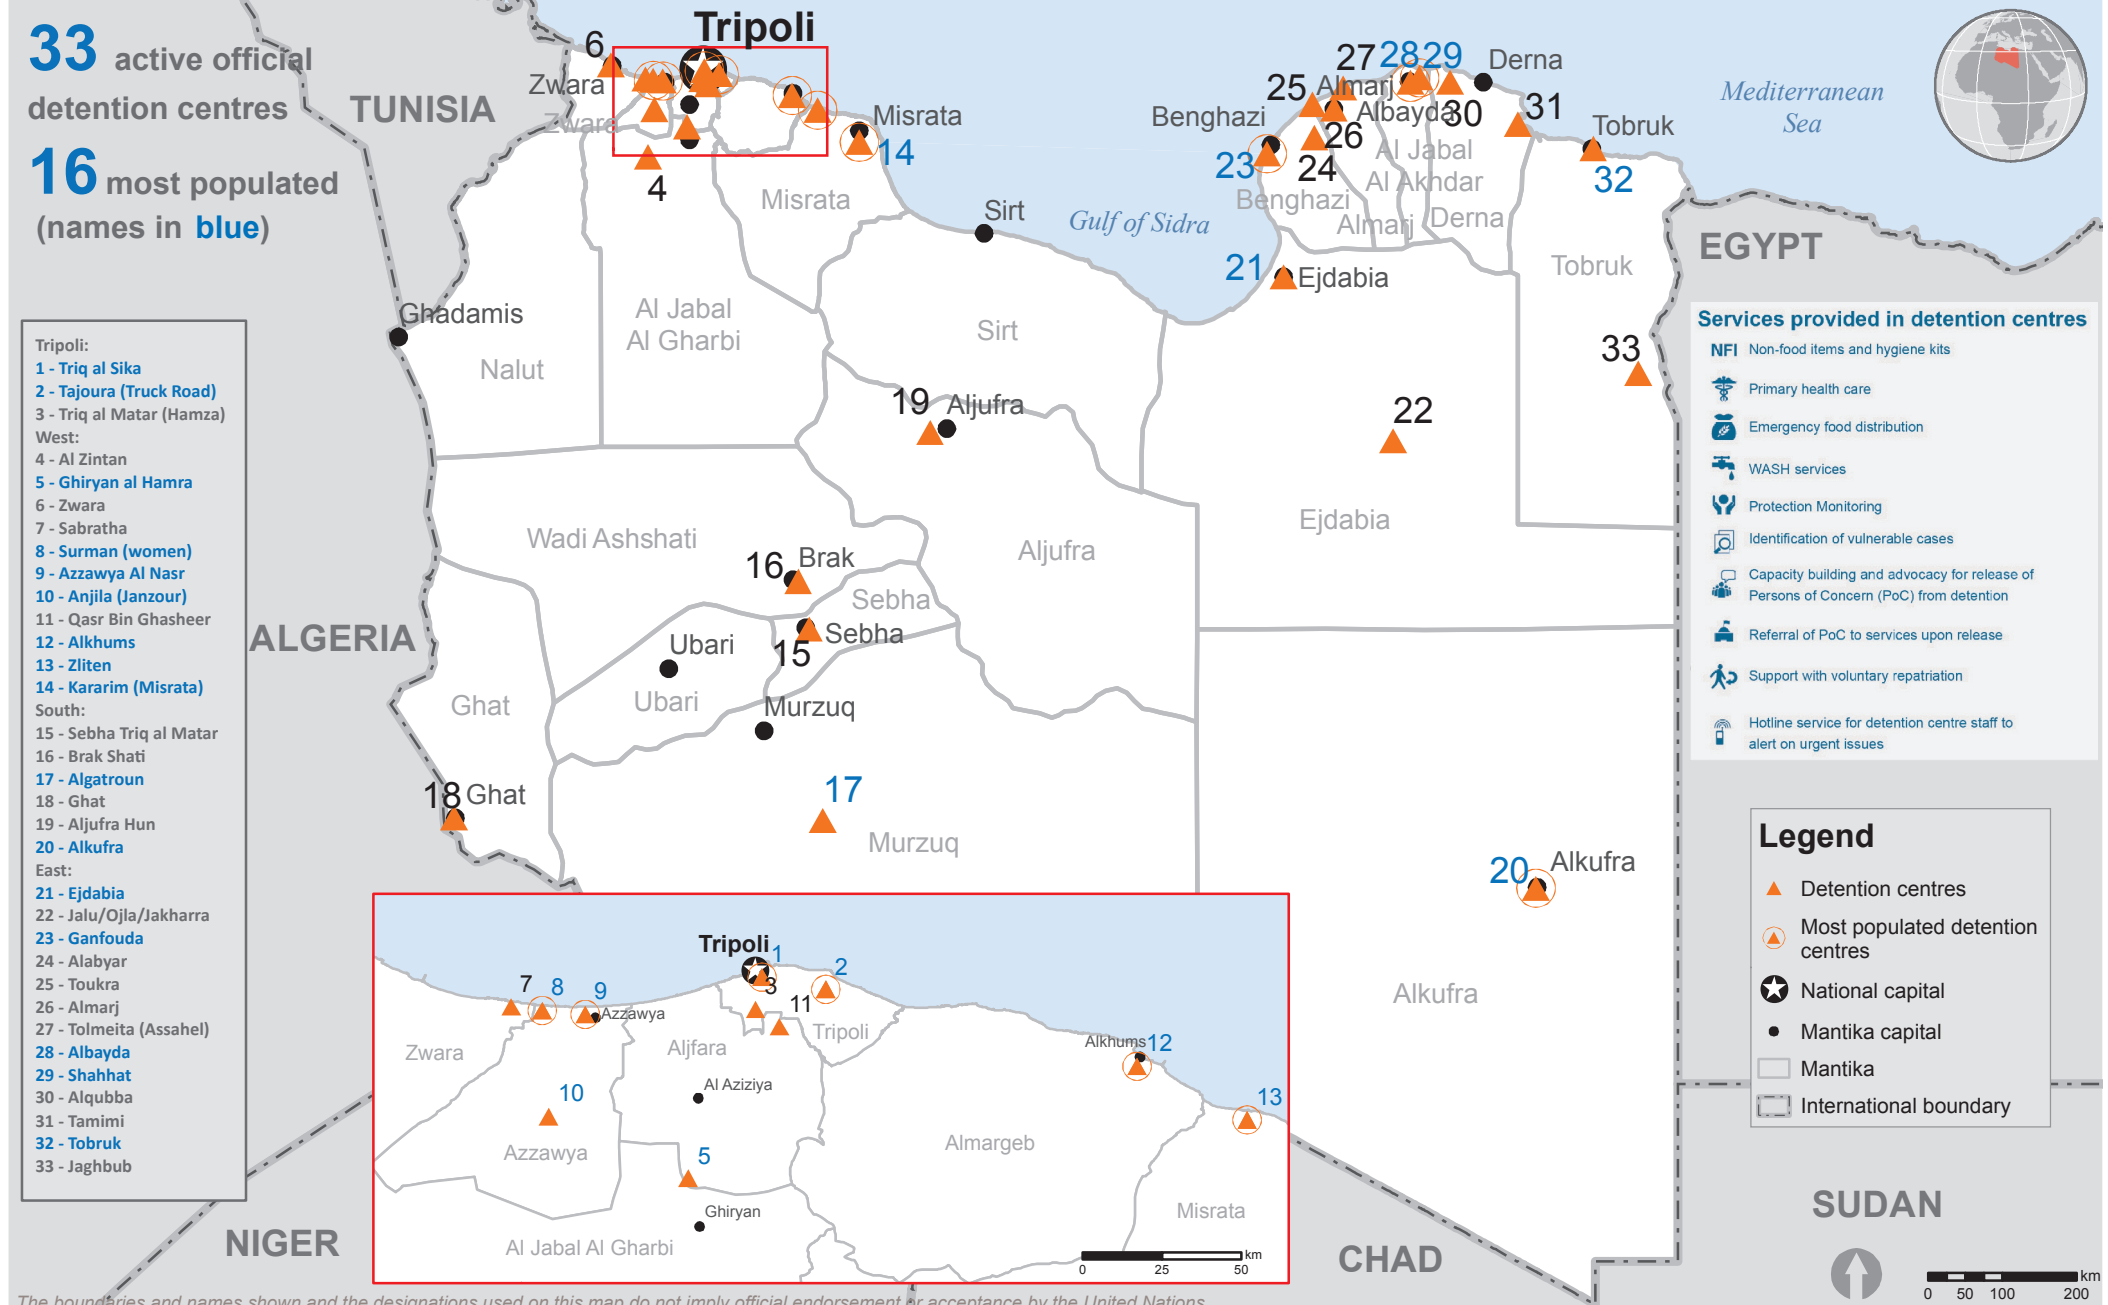 33 active official
detention centres
16 most populated
(names in blue)
Tripoli:
1 - Triq al Sika
2 - Tajoura (Truck Road)
3 - Triq al Matar (Hamza)
West:
4 - Al Zintan
5 - Ghiryan al Hamra
6 - Zwara
7 - Sabratha
8 - Surman (women)
9 - Azzawya Al Nasr
10 - Anjila (Janzour)
11 - Qasr Bin Ghasheer
12 - Alkhums
13 - Zliten
14 - Kararim (Misrata)
South:
15 - Sebha Triq al Matar
16 - Brak Shati
17 - Algatroun
18 - Ghat
19 - Aljufra Hun
20 - Alkufra
East:
21 - Ejdabia
22 - Jalu/Ojla/Jakharra
23 - Ganfouda
24 - Alabyar
25 - Toukra
26 - Almarj
27 - Tolmeita (Assahel)
28 - Albayda
29 - Shahhat
30 - Alqubba
31 - Tamimi
32 - Tobruk
33 - Jaghbub
Tripoli
6
Zwara
Zwara
TUNISIA
4
Misrata
14
Misrata
Sirt
Gulf of Sidra
27
28
29
Derna
25
Almarj
Albayda
30
31
Benghazi
26
Tobruk
23
24
32
Al Jabal
Al Akhdar
Benghazi
Almarj
Derna
Mediterranean
Sea
EGYPT
21
Ejdabia
Tobruk
Ghadamis
Nalut
Al Jabal
Al Gharbi
Sirt
33
19
Aljufra
22
Ejdabia
Wadi Ashshati
Aljufra
16
Brak
Sebha
15
Sebha
Ubari
Ubari
ALGERIA
Ghat
Murzuq
18
Ghat
17
Murzuq
20
Alkufra
Alkufra
Services provided in detention centres
NFI Non-food items and hygiene kits
Primary health care
Emergency food distribution
WASH services
Protection Monitoring
Identification of vulnerable cases
Capacity building and advocacy for release of
Persons of Concern (PoC) from detention
Referral of PoC to services upon release
Support with voluntary repatriation
Hotline service for detention centre staff to
alert on urgent issues
Legend
Detention centres
Most populated detention
centres
National capital
Mantika capital
Mantika
International boundary
Tripoli
1
2
3
7
8
9
11
Azzawya
Tripoli
Zwara
Aljfara
Alkhums
12
Al Aziziya
10
13
Azzawya
Almargeb
5
Ghiryan
Misrata
Al Jabal Al Gharbi
km
0 25 50
NIGER
CHAD
SUDAN
km
0 50 100 200
The boundaries and names shown and the designations used on this map do not imply official endorsement or acceptance by the United Nations